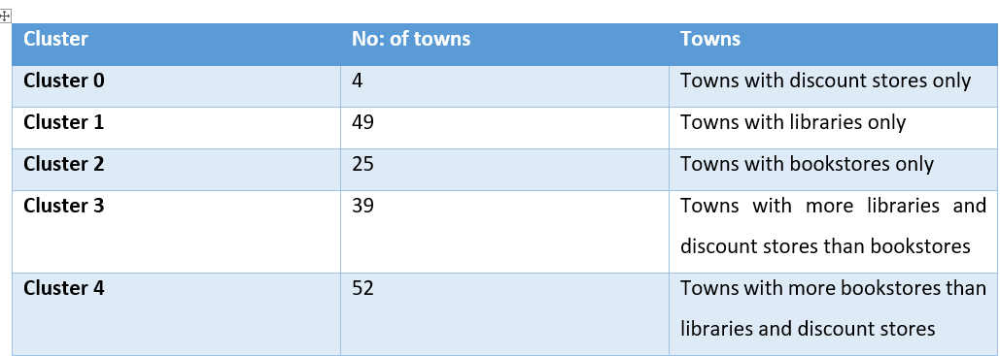 Cluster No: of towns Towns
Cluster 0 4 Towns with discount stores only
Cluster 1 49 Towns with libraries only
Cluster 2 25 Towns with bookstores only
Cluster 3 39 Towns with more libraries and
discount stores than bookstores
Cluster 4 52 Towns with more bookstores than
libraries and discount stores